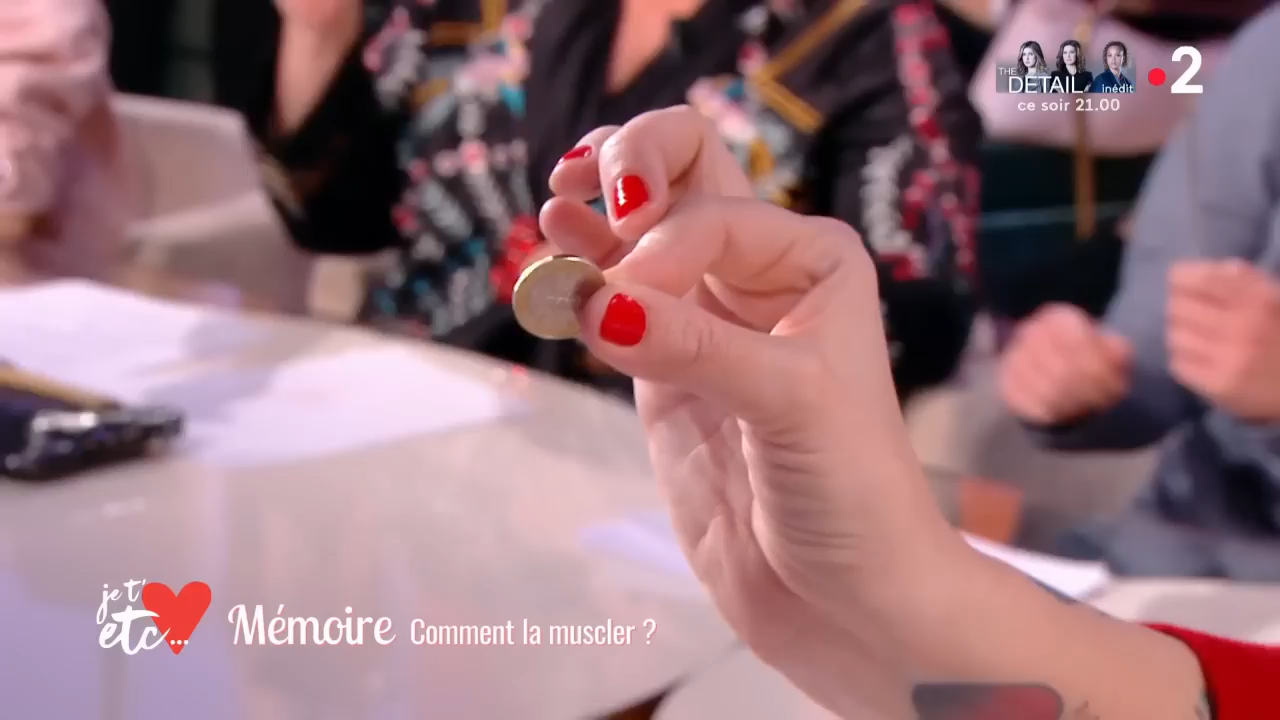 THE
DETAIL
inédit
ce soir 21.00
2
je t'
etc...
Mémoire Comment la muscler ?